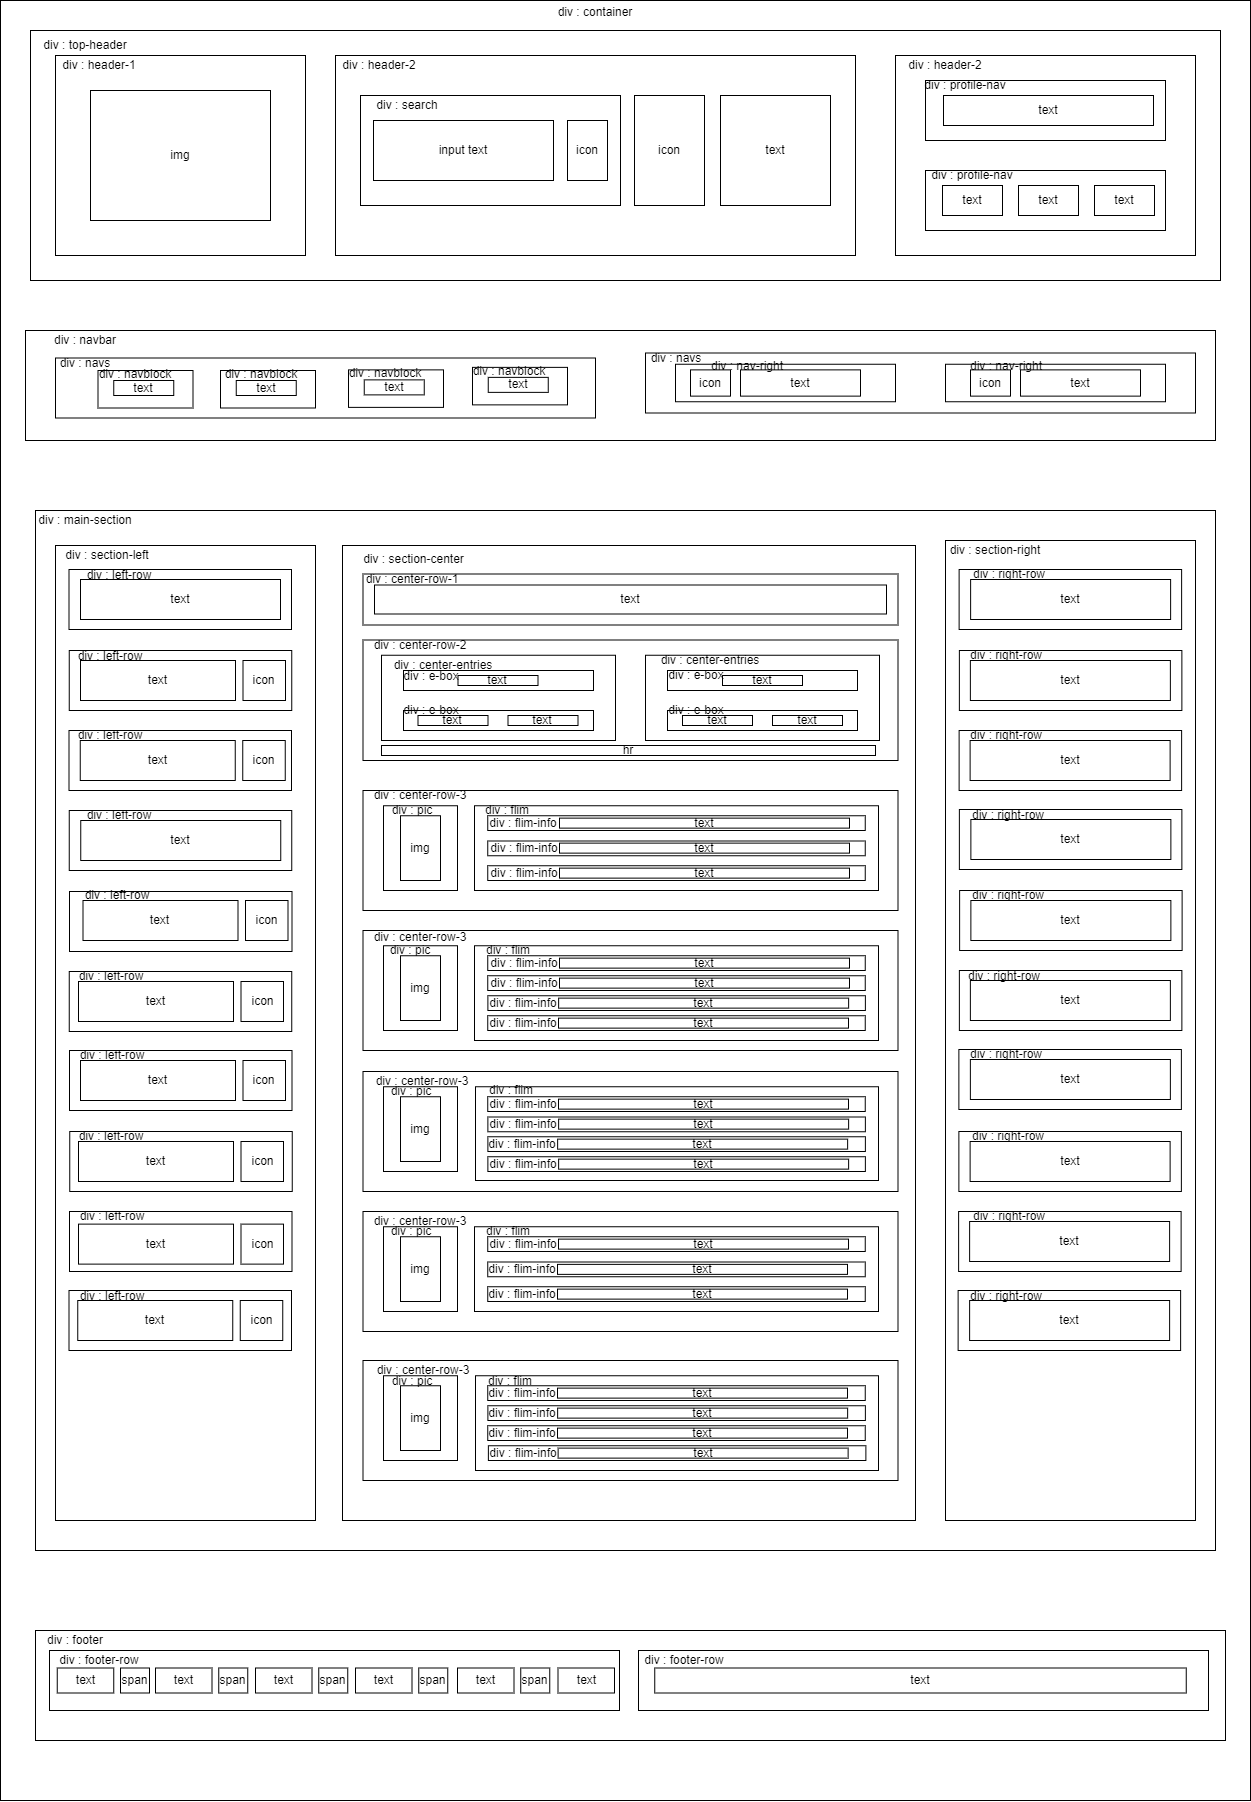 div : container
div : top-header
div : header-1
img
div : header-2
div : search
input text
icon
icon
text
div : header-2
div : profile-nav
text
div : profile-nav
text
text
text
div : navbar
div : navs
div : navblock
text
div : navblock
text
div : navblock
text
div : navblock
text
div : navs
div : nav-right
icon
text
div : nav-right
icon
text
div : main-section
div : section-left
div : left-row
text
div : left-row
text
icon
div : left-row
text
icon
div : left-row
text
div : left-row
text
icon
div : left-row
text
icon
div : left-row
text
icon
div : left-row
text
icon
div : left-row
text
icon
div : left-row
text
icon
div : section-center
div : center-row-1
text
div : center-row-2
div : center-entries
div : e-box
text
div : e-box
text
text
div : center-entries
div : e-box
text
div : e-box
text
text
hr
div : center-row-3
div : pic
img
div : flim
div : flim-info
text
div : flim-info
text
div : flim-info
text
div : center-row-3
div : pic
img
div : flim
div : flim-info
text
div : flim-info
text
div : flim-info
text
div : flim-info
text
div : center-row-3
div : pic
img
div : flim
div : flim-info
text
div : flim-info
text
div : flim-info
text
div : flim-info
text
div : center-row-3
div : pic
img
div : flim
div : flim-info
text
div : flim-info
text
div : flim-info
text
div : center-row-3
div : pic
img
div : flim
div : flim-info
text
div : flim-info
text
div : flim-info
text
div : flim-info
text
div : section-right
div : right-row
text
div : right-row
text
div : right-row
text
div : right-row
text
div : right-row
text
div : right-row
text
div : right-row
text
div : right-row
text
div : right-row
text
div : right-row
text
div : footer
div : footer-row
text
span
text
span
text
span
text
span
text
span
text
div : footer-row
text